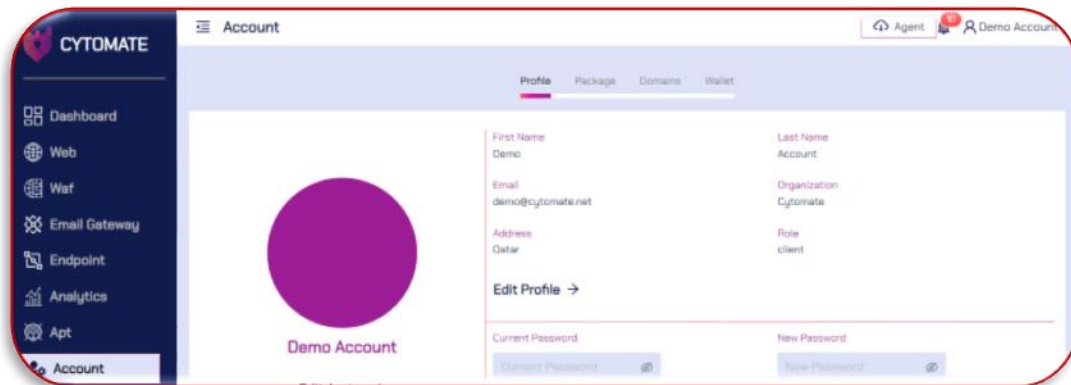 CYTOMATE
Account
Agent
10
Demo Account
Profile Package Domains Wallet
Dashboard
Web
Waf
Email Gateway
Endpoint
Analytics
Apt
Account
First Name
Demo
Last Name
Account
Email
demo@cytomate.net
Organization
Cytomate
Address
Qatar
Role
client
Edit Profile →
Demo Account
Current Password
Current Password
New Password
New Password